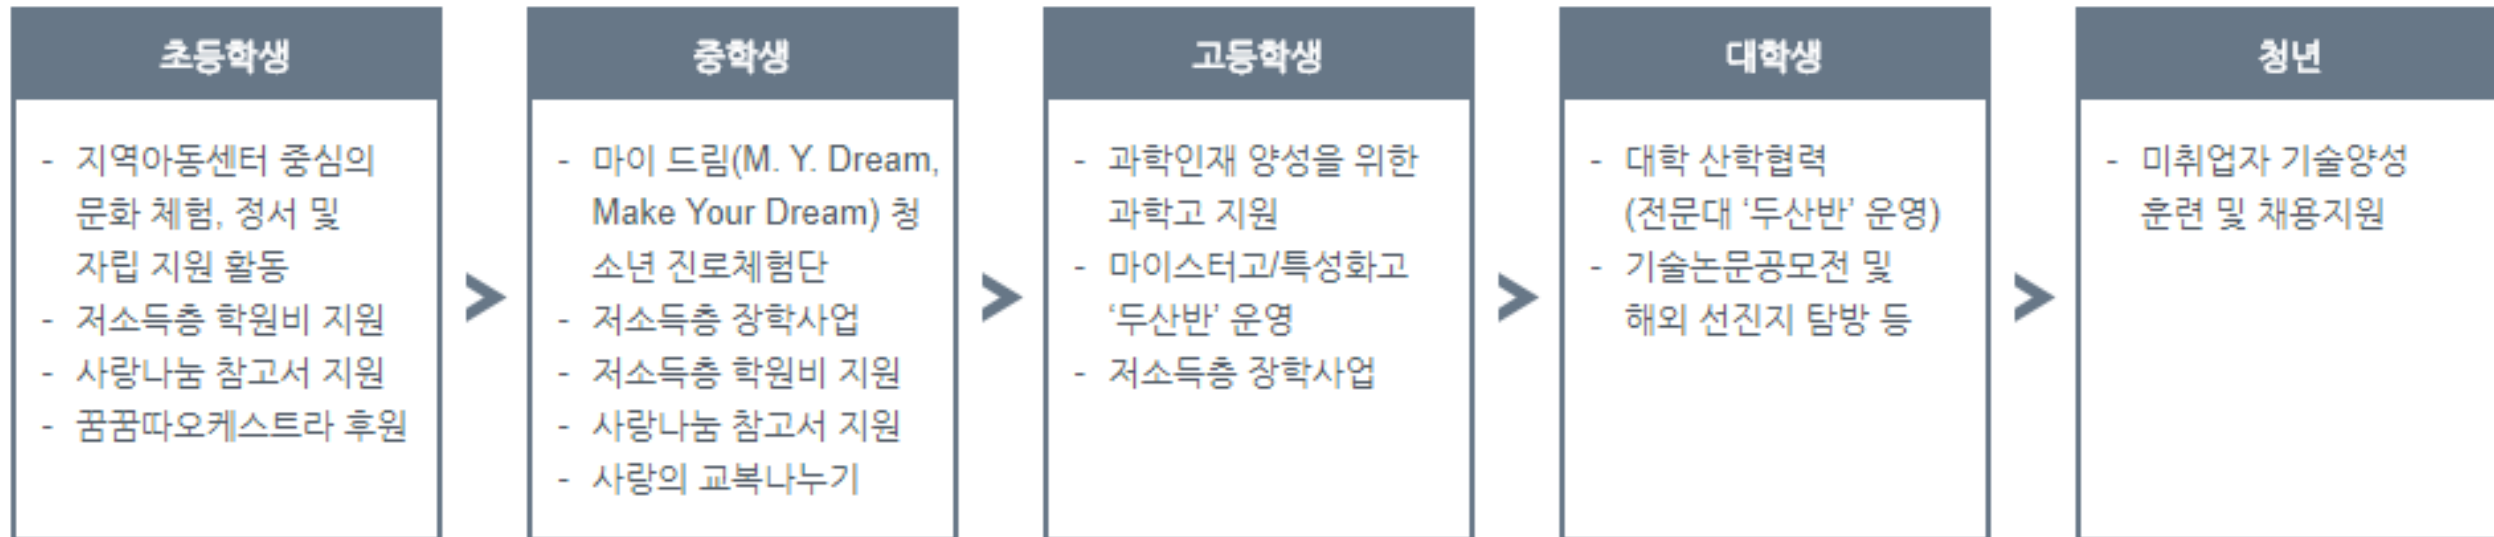 초등학생
- 지역아동센터 중심의
문화 체험, 정서 및
자립 지원 활동
- 저소득층 학원비 지원
- 사랑나눔 참고서 지원
- 꿈꿈따오케스트라 후원
중학생
- 마이 드림(M. Y. Dream,
Make Your Dream) 청
소년 진로체험단
- 저소득층 장학사업
- 저소득층 학원비 지원
- 사랑나눔 참고서 지원
- 사랑의 교복나누기
고등학생
- 과학인재 양성을 위한
과학고 지원
- 마이스터고/특성화고
‘두산반’ 운영
- 저소득층 장학사업
대학생
- 대학 산학협력
(전문대 ‘두산반’ 운영)
- 기술논문공모전 및
해외 선진지 탐방 등
청년
- 미취업자 기술양성
훈련 및 채용지원